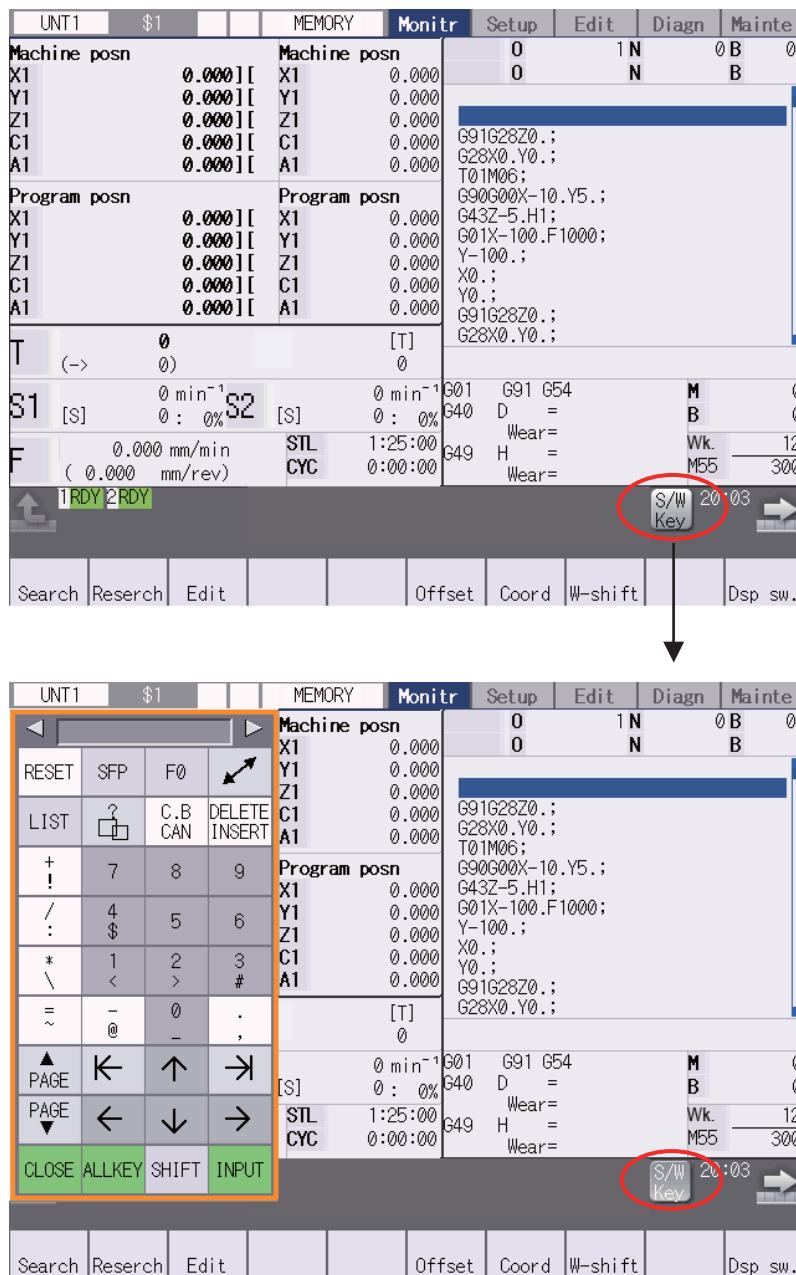 UNT1 $1 MEMORY Monitr Setup Edit Diagn Mainte
Machine posn Machine posn O 1 N 0 B 0
X1 0.000][ X1 0.000 O N B
Y1 0.000][ Y1 0.000
Z1 0.000][ Z1 0.000
C1 0.000][ C1 0.000
A1 0.000][ A1 0.000
Program posn Program posn
X1 0.000][ X1 0.000
Y1 0.000][ Y1 0.000
Z1 0.000][ Z1 0.000
C1 0.000][ C1 0.000
A1 0.000][ A1 0.000
G91G28Z0.;
G28X0.Y0.;
T01M06;
G90G00X-10.Y5.;
G43Z-5.H1;
G01X-100.F1000;
Y-100.;
X0.;
Y0.;
G91G28Z0.;
G28X0.Y0.;
T 0 [T]
(-> 0) 0
S1 0 min⁻¹ S2 0 min⁻¹
[S] 0 : 0% [S] 0 : 0%
F 0.000 mm/min STL 1:25:00
( 0.000 mm/rev) CYC 0:00:00
G01 G91 G54 M
G40 D = B
Wear= Wk. 12
G49 H = M55 300
Wear=
1 RDY 2 RDY S/W Key 20:03
Search Reserch Edit Offset Coord W-shift Dsp sw.
UNT1 $1 MEMORY Monitr Setup Edit Diagn Mainte
RESET SFP F0
LIST ? C.B CAN DELETE INSERT
+ ! 7 8 9
/ : 4 $ 5 6
* \ 1 < 2 > 3 #
= ~ - @ 0 _ . ,
▲ PAGE ↑
PAGE ▼ ← ↓ →
CLOSE ALLKEY SHIFT INPUT
Machine posn
X1 0.000
Y1 0.000
Z1 0.000
C1 0.000
A1 0.000
Program posn
X1 0.000
Y1 0.000
Z1 0.000
C1 0.000
A1 0.000
[T]
0
0 min⁻¹
[S] 0 : 0%
STL 1:25:00
CYC 0:00:00
O 1 N 0 B 0
O N B
G91G28Z0.;
G28X0.Y0.;
T01M06;
G90G00X-10.Y5.;
G43Z-5.H1;
G01X-100.F1000;
Y-100.;
X0.;
Y0.;
G91G28Z0.;
G28X0.Y0.;
G01 G91 G54 M
G40 D = B
Wear= Wk. 12
G49 H = M55 300
Wear=
S/W Key 20:03
Search Reserch Edit Offset Coord W-shift Dsp sw.